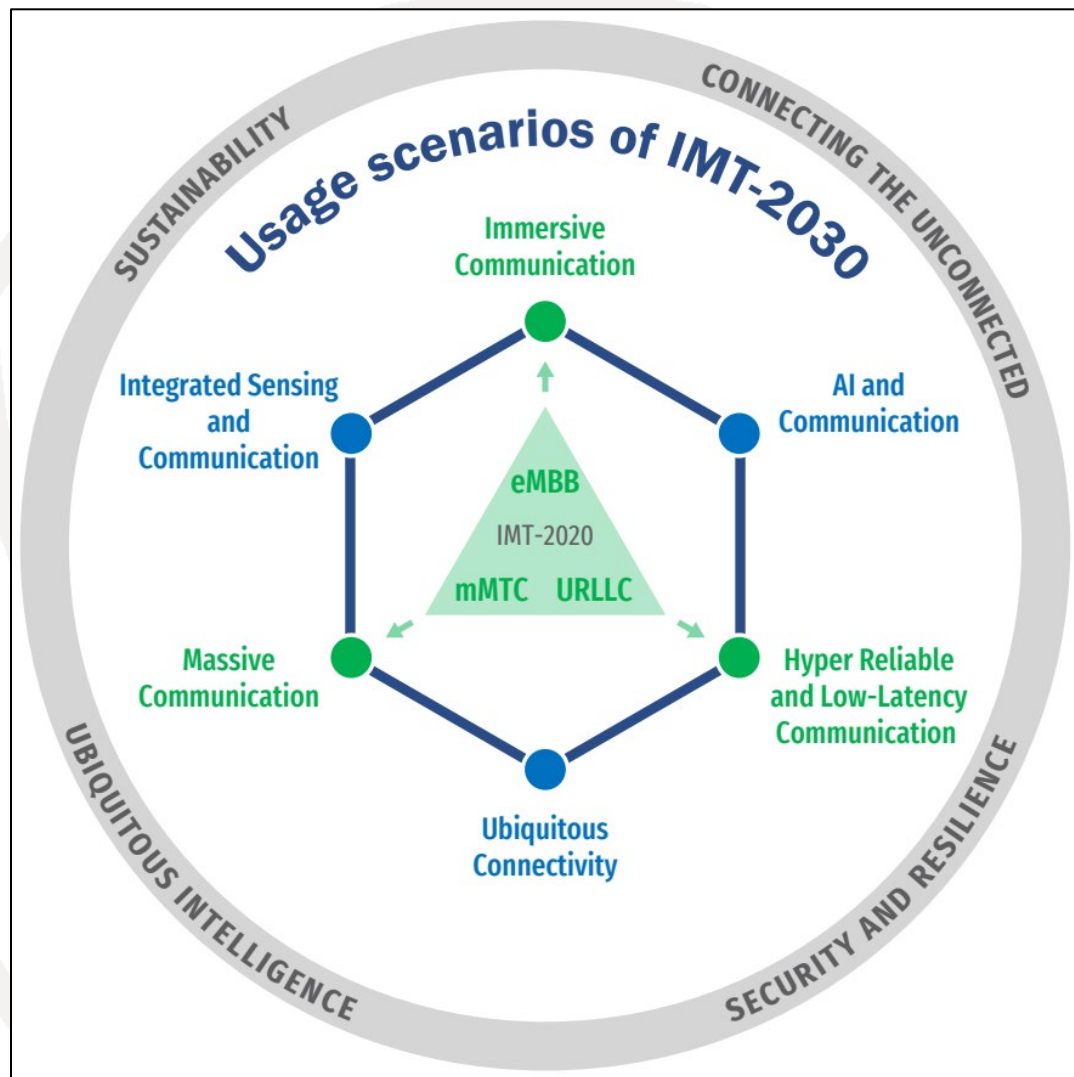 SUSTAINABILITY
CONNECTING THE UNCONNECTED
Usage scenarios of IMT-2030
Immersive
Communication
Integrated Sensing
and
Communication
AI and
Communication
eMBB
IMT-2020
mMTC URLLC
Massive
Communication
Hyper Reliable
and Low-Latency
Communication
Ubiquitous
Connectivity
UBIQUITOUS INTELLIGENCE
SECURITY AND RESILIENCE